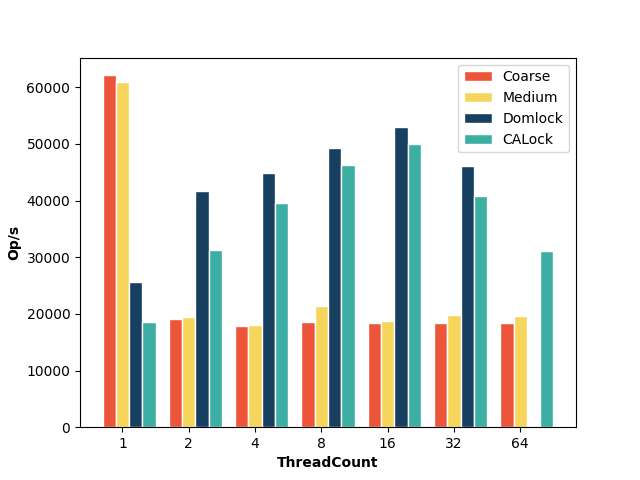 60000
50000
40000
30000
20000
10000
0
Op/s
1 2 4 8 16 32 64
ThreadCount
Coarse
Medium
Domlock
CALock